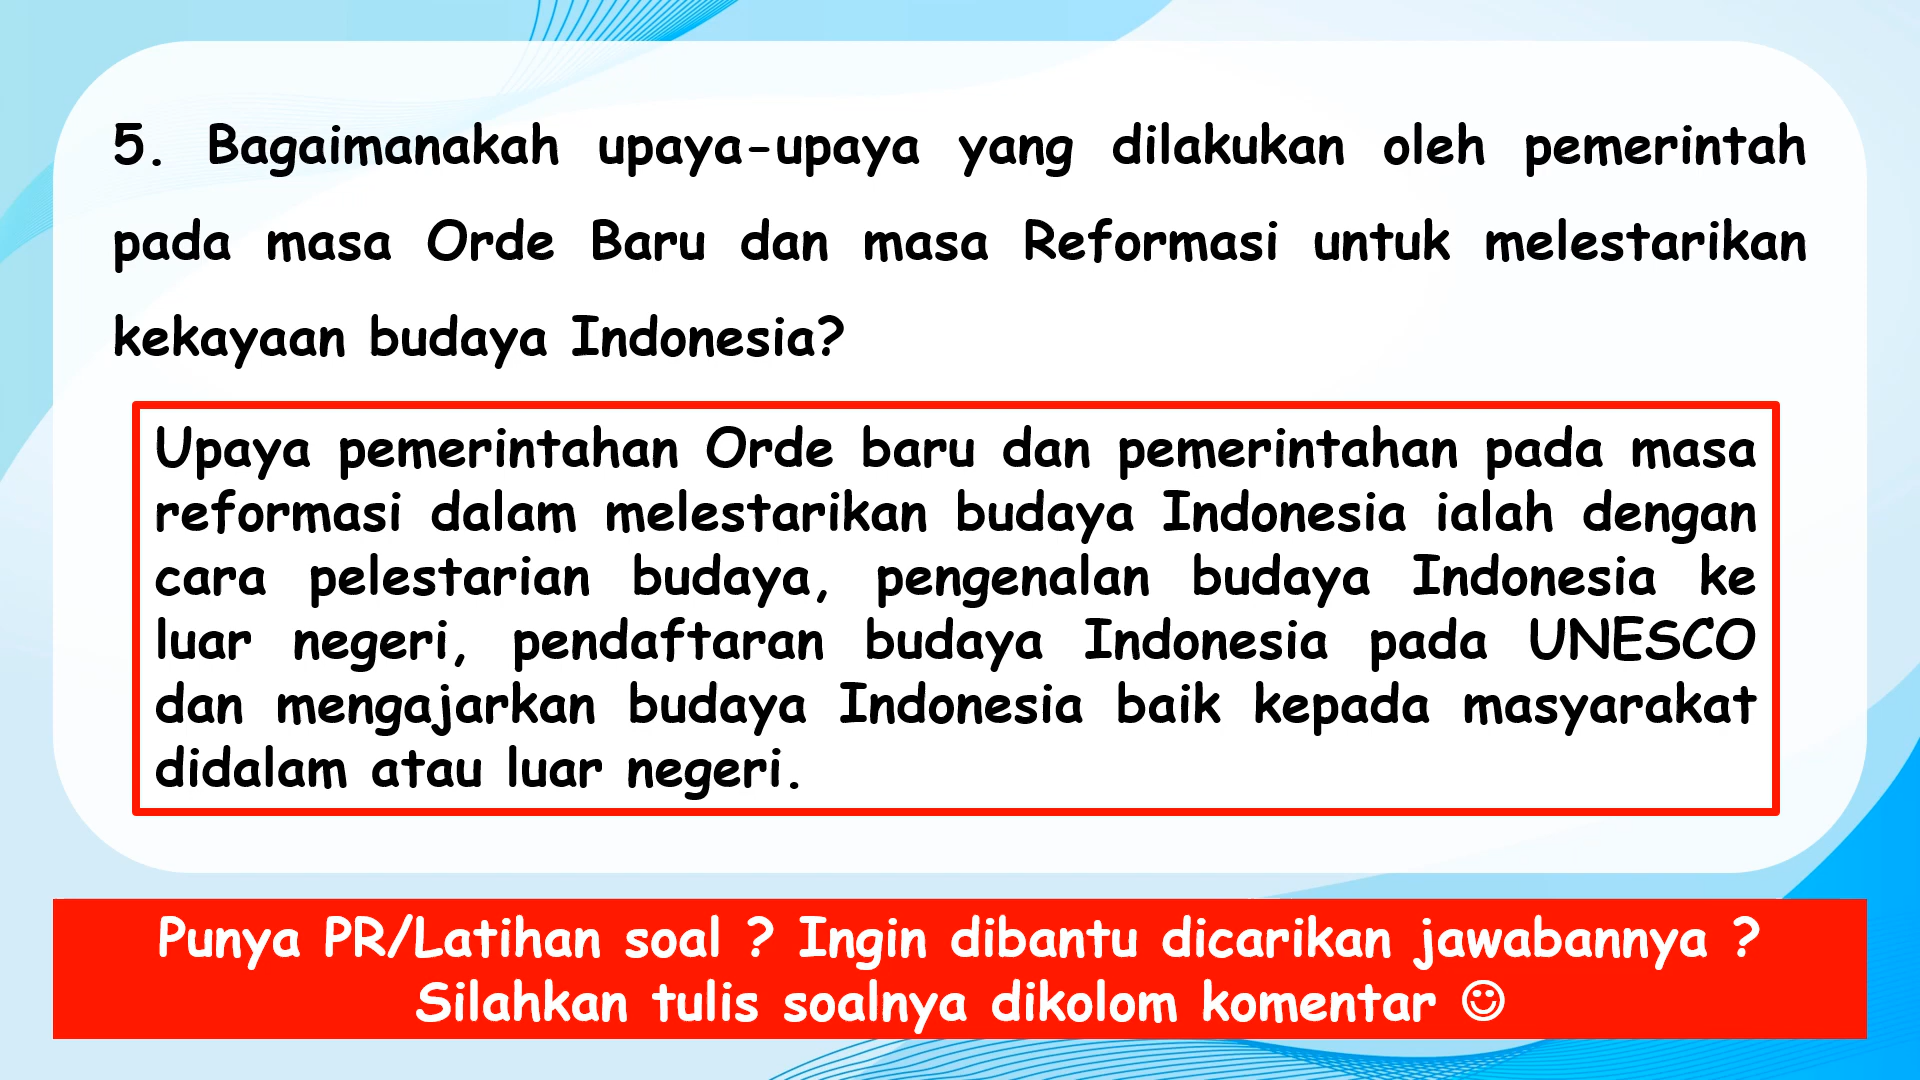 5. Bagaimanakah upaya-upaya yang dilakukan oleh pemerintah
pada masa Orde Baru dan masa Reformasi untuk melestarikan
kekayaan budaya Indonesia?
Upaya pemerintahan Orde baru dan pemerintahan pada masa
reformasi dalam melestarikan budaya Indonesia ialah dengan
cara pelestarian budaya, pengenalan budaya Indonesia ke
luar negeri, pendaftaran budaya Indonesia pada UNESCO
dan mengajarkan budaya Indonesia baik kepada masyarakat
didalam atau luar negeri.
Punya PR/Latihan soal ? Ingin dibantu dicarikan jawabannya ?
Silahkan tulis soalnya dikolom komentar ☺